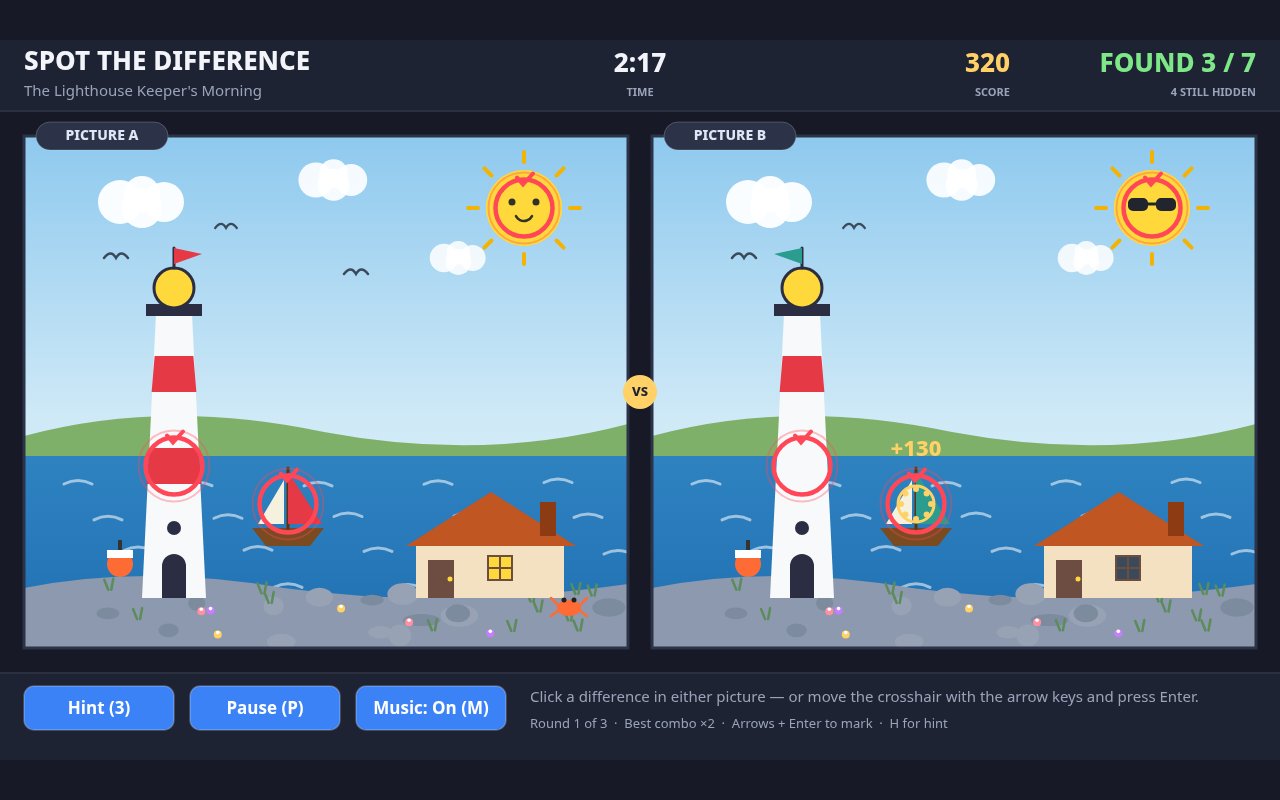 SPOT THE DIFFERENCE
The Lighthouse Keeper's Morning
2:17
TIME
320
SCORE
FOUND 3 / 7
4 STILL HIDDEN
PICTURE A
PICTURE B
VS
+130
Hint (3)
Pause (P)
Music: On (M)
Click a difference in either picture — or move the crosshair with the arrow keys and press Enter.
Round 1 of 3 · Best combo ×2 · Arrows + Enter to mark · H for hint